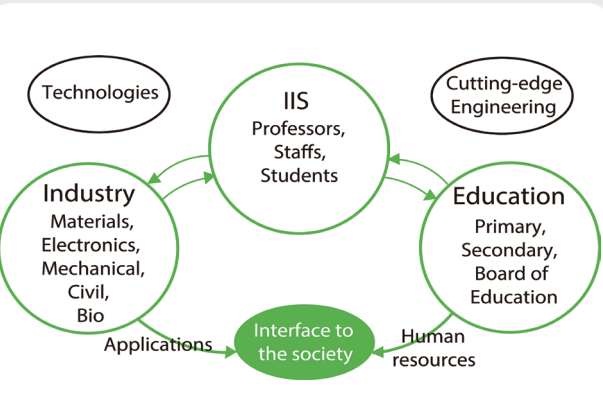 Technologies
IIS
Professors,
Staffs,
Students
Cutting-edge
Engineering
Industry
Materials,
Electronics,
Mechanical,
Civil,
Bio
Education
Primary,
Secondary,
Board of
Education
Applications
Interface to
the society
Human
resources